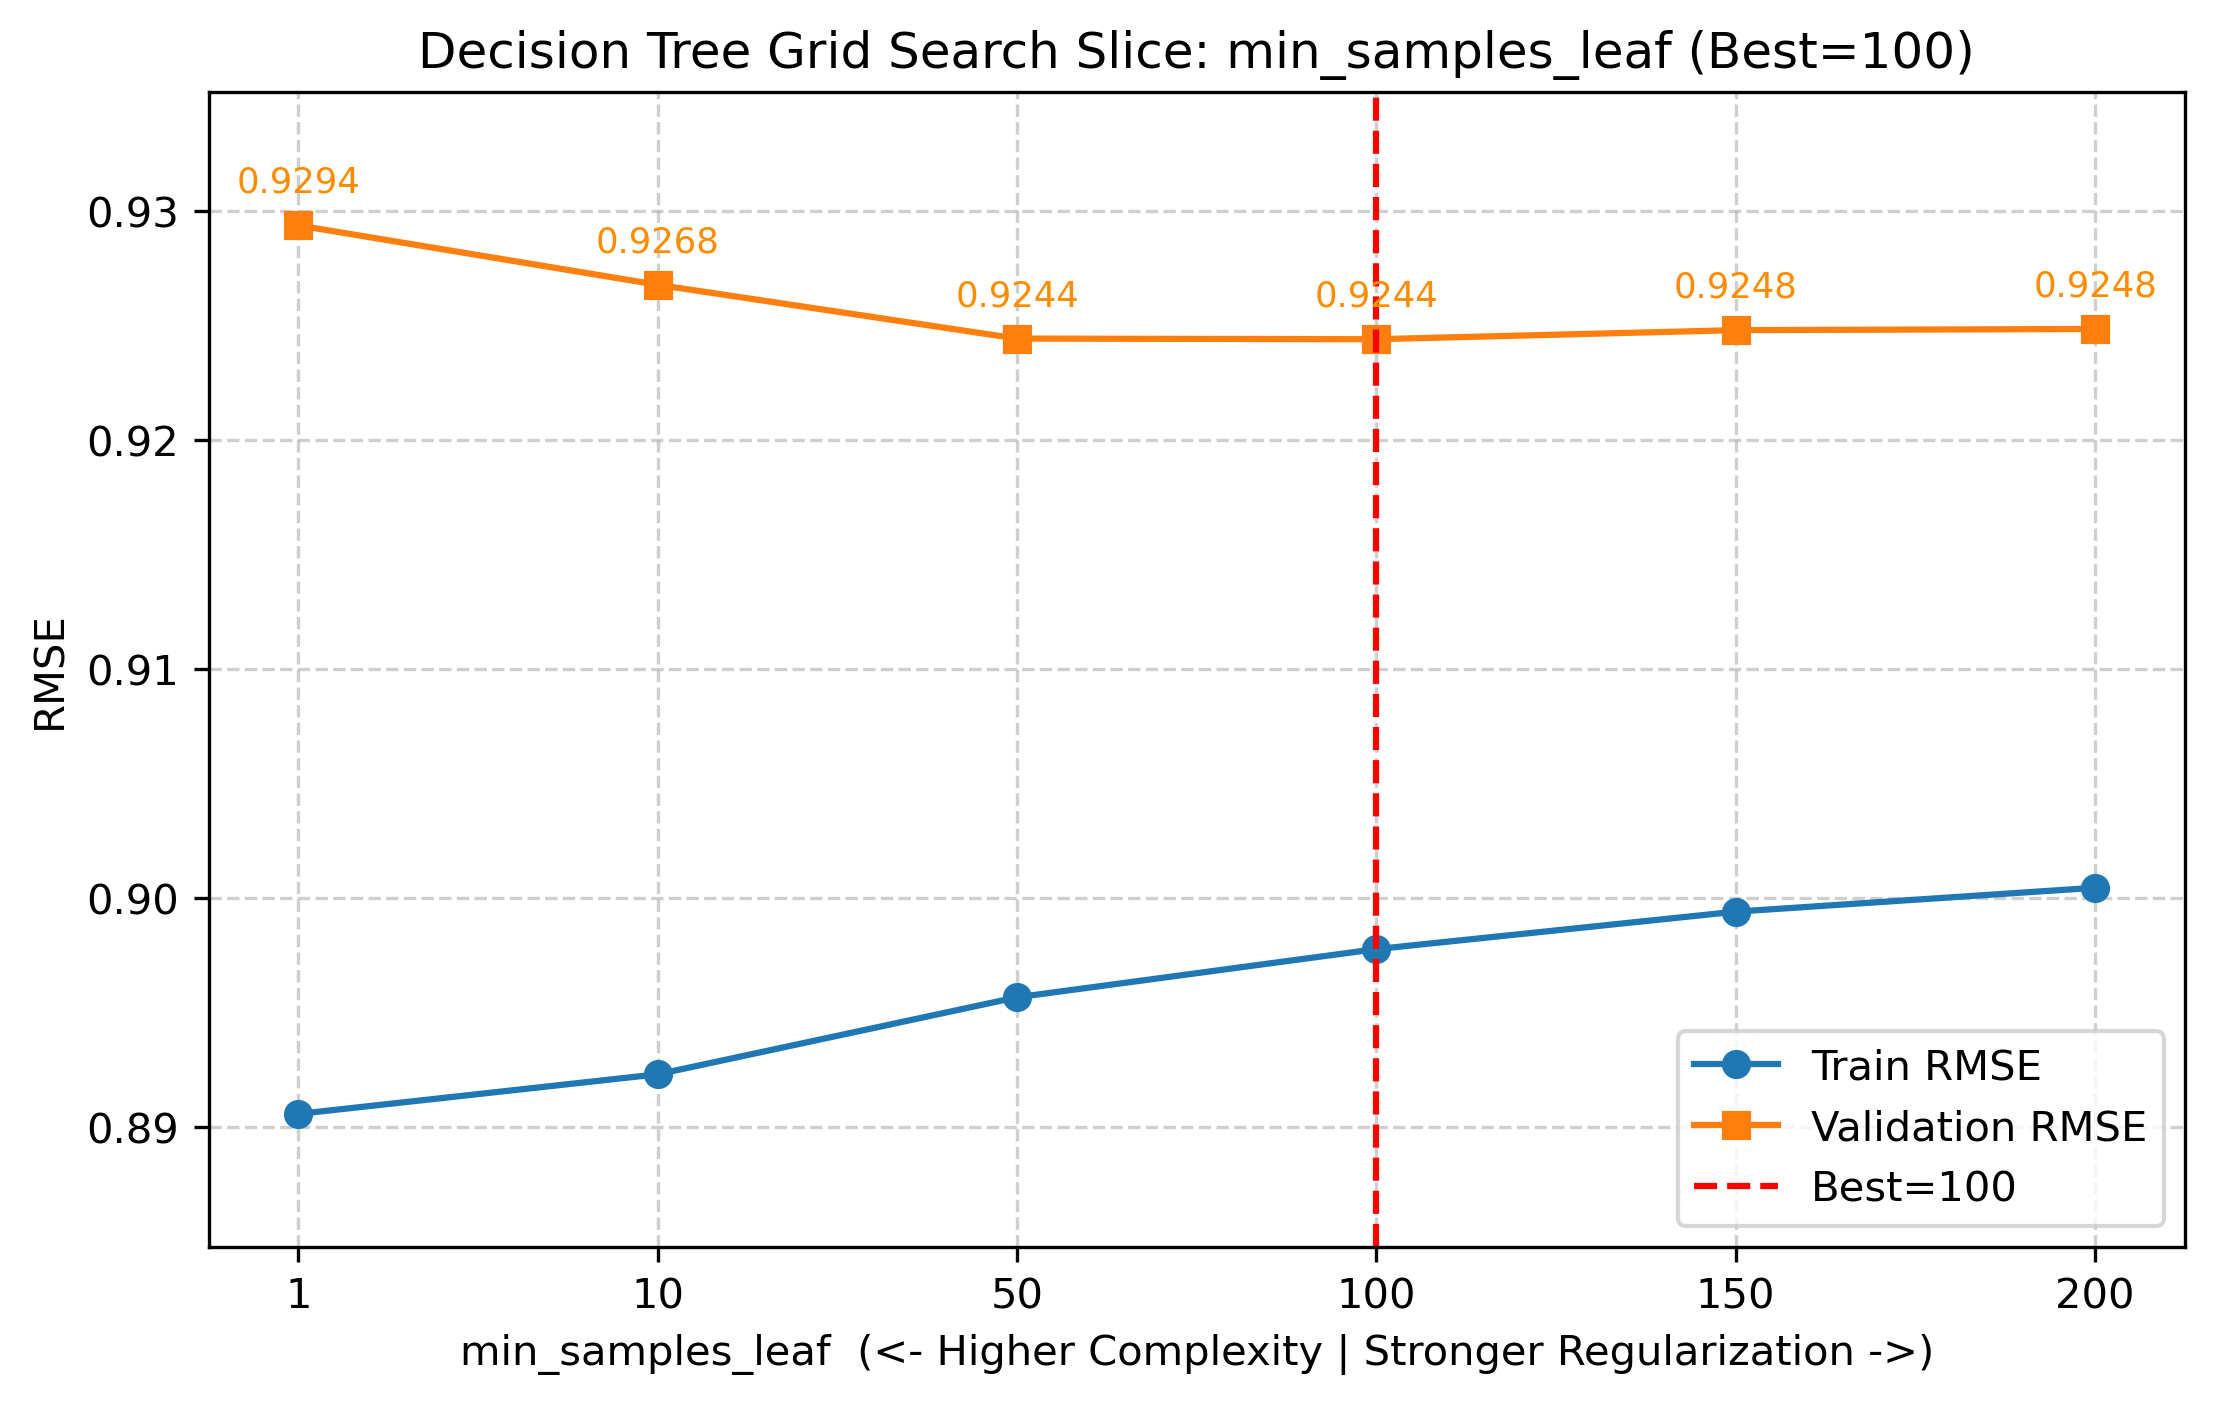 Decision Tree Grid Search Slice: min_samples_leaf (Best=100)
0.9294
0.9268
0.9244
0.9244
0.9248
0.9248
0.93
0.92
0.91
0.90
0.89
RMSE
Train RMSE
Validation RMSE
Best=100
1
10
50
100
150
200
min_samples_leaf  (<- Higher Complexity | Stronger Regularization ->)